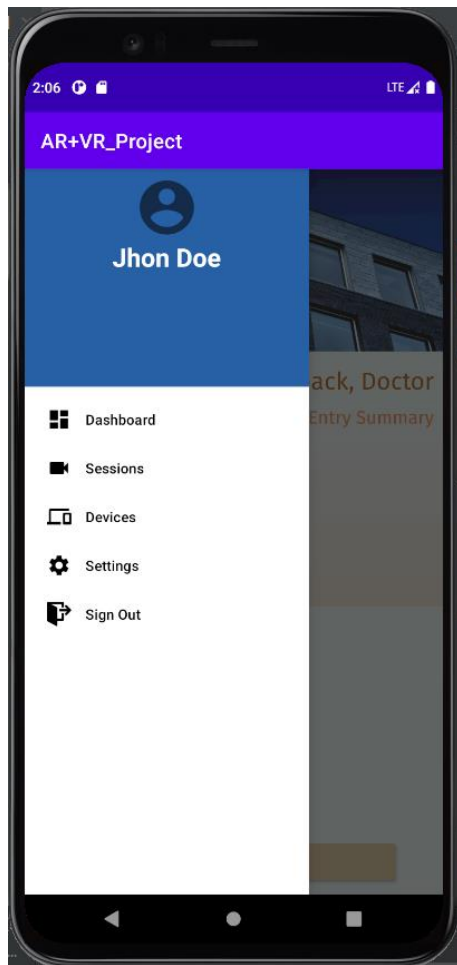 2:06
LTE
AR+VR_Project
Jhon Doe
ack, Doctor
Entry Summary
Dashboard
Sessions
Devices
Settings
Sign Out